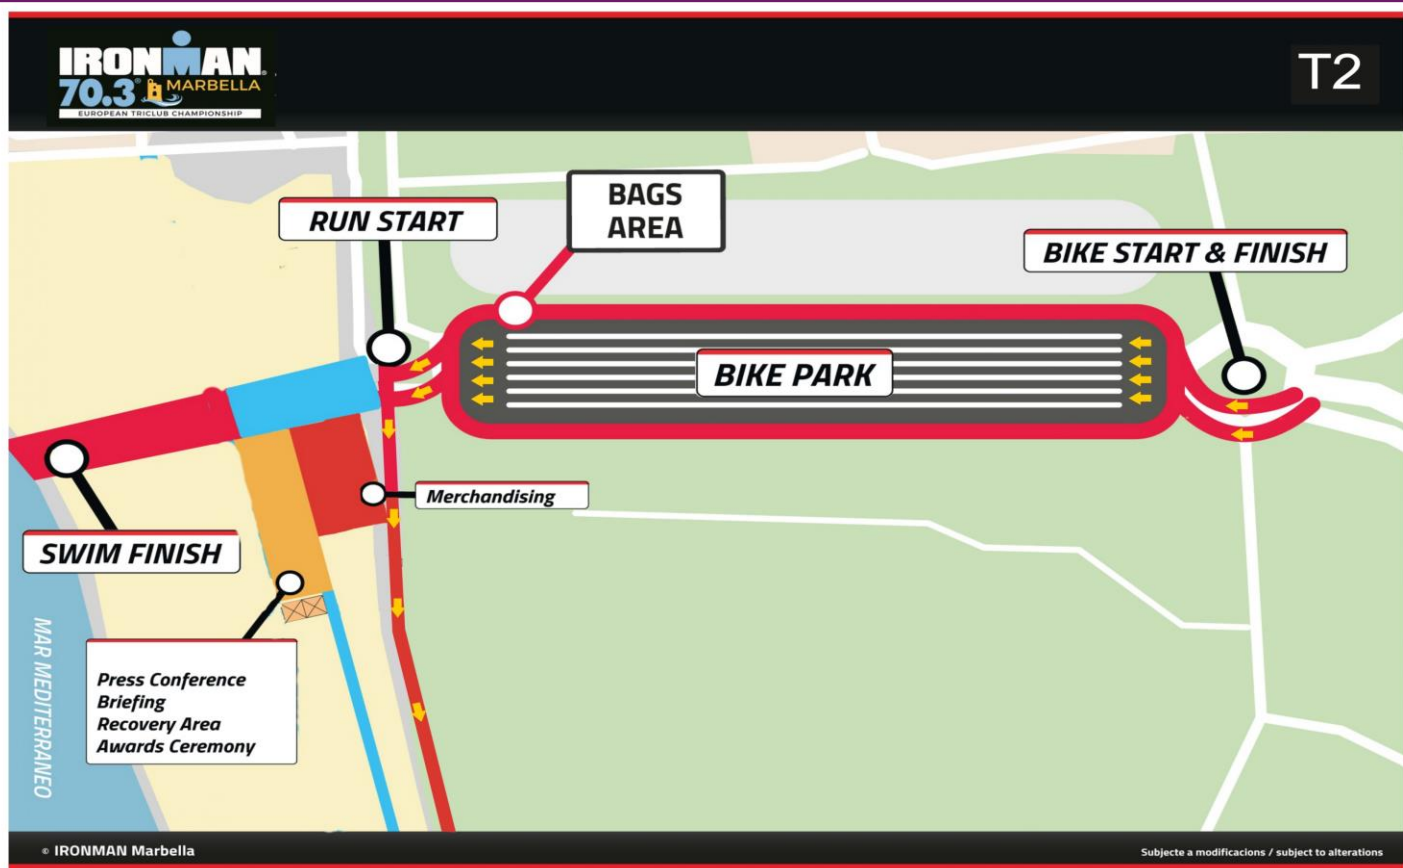 IRONMAN
70.3 MARBELLA
EUROPEAN TRICLUB CHAMPIONSHIP
T2
RUN START
BAGS
AREA
BIKE START & FINISH
BIKE PARK
Merchandising
SWIM FINISH
Press Conference
Briefing
Recovery Area
Awards Ceremony
MAR MEDITERRANEO
© IRONMAN Marbella
Subjecte a modificacions / subject to alterations